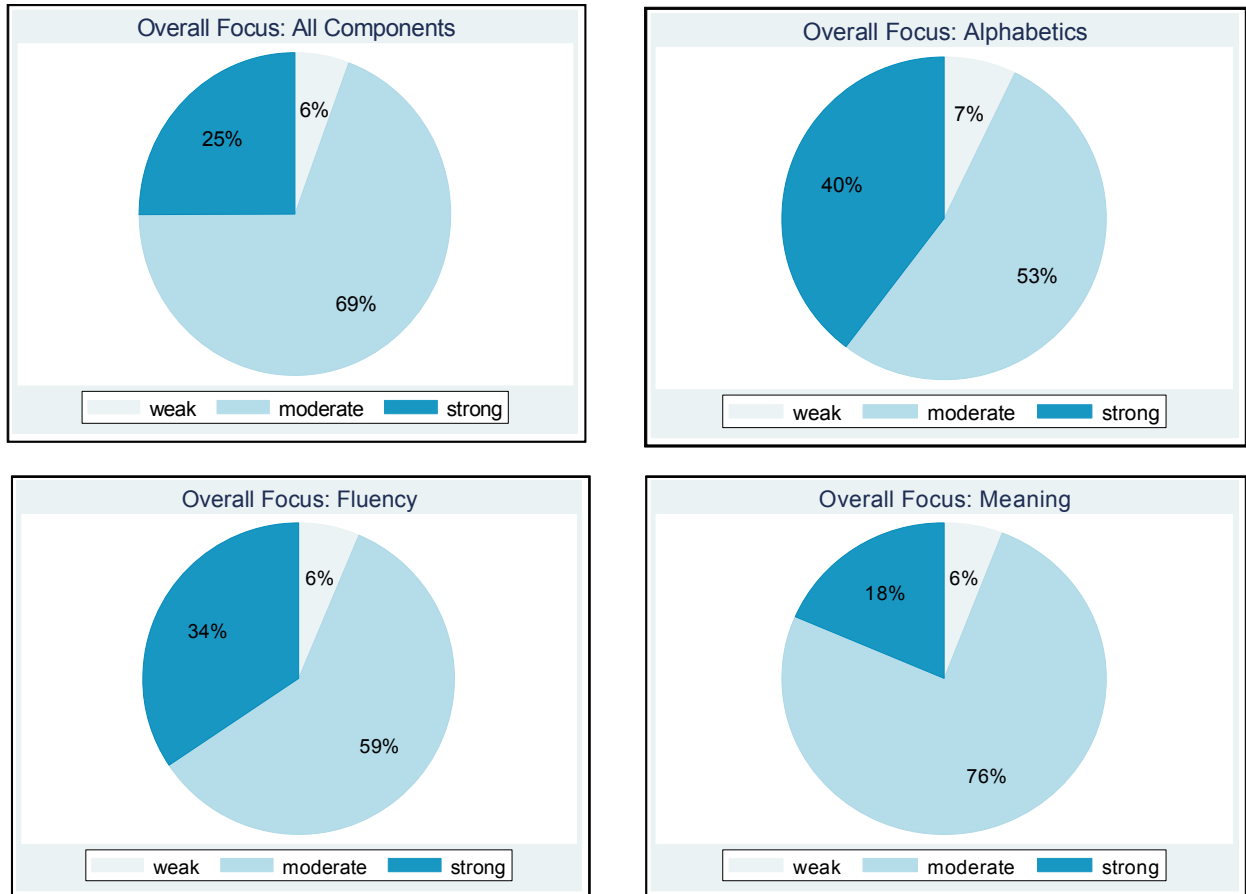 Overall Focus: All Components
6%
25%
69%
weak moderate strong
Overall Focus: Alphabetics
7%
40%
53%
weak moderate strong
Overall Focus: Fluency
6%
34%
59%
weak moderate strong
Overall Focus: Meaning
6%
18%
76%
weak moderate strong